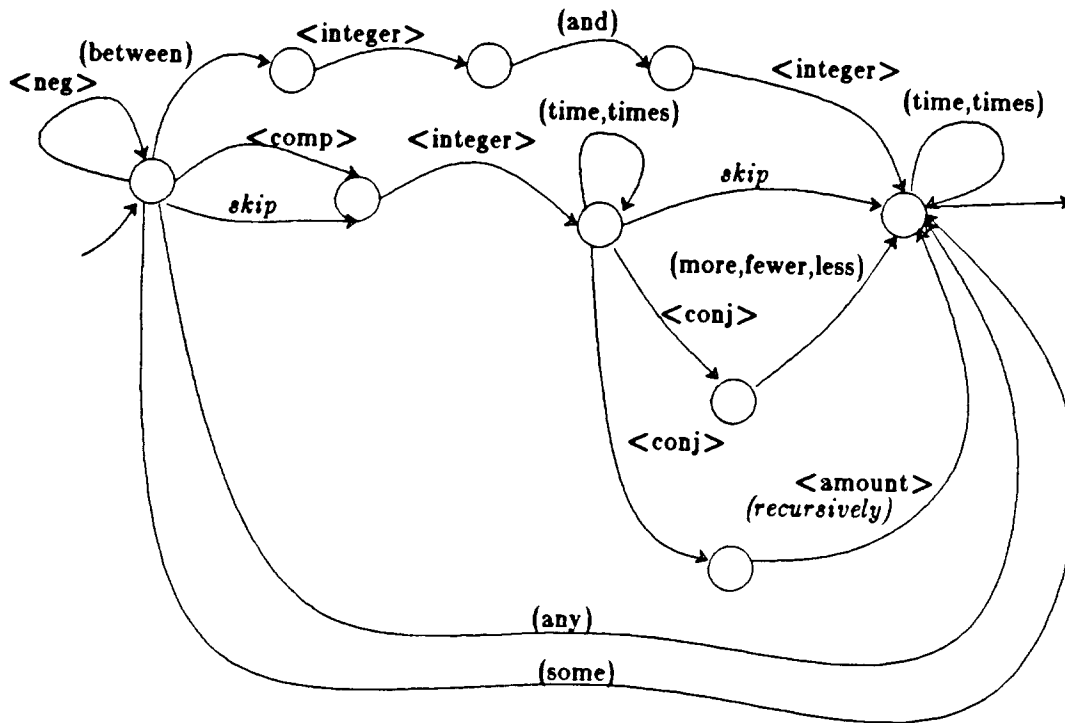 (and)
<integer>
(between)
<integer>
<neg>
(time,times)
(time,times)
<comp>
<integer>
skip
skip
(more,fewer,less)
<conj>
<conj>
<amount>
(recursively)
(any)
(some)